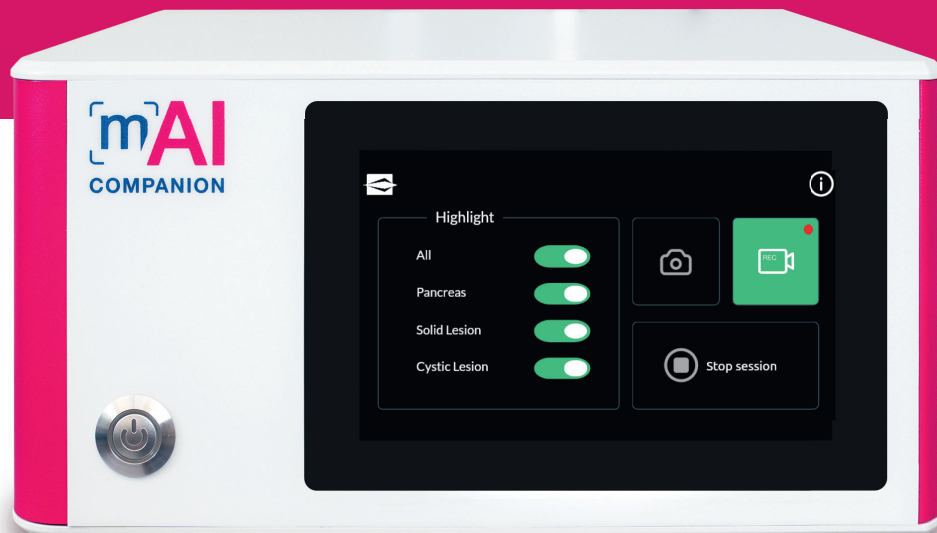 mAI
COMPANION
Highlight
All
Pancreas
Solid Lesion
Cystic Lesion
REC
Stop session
i